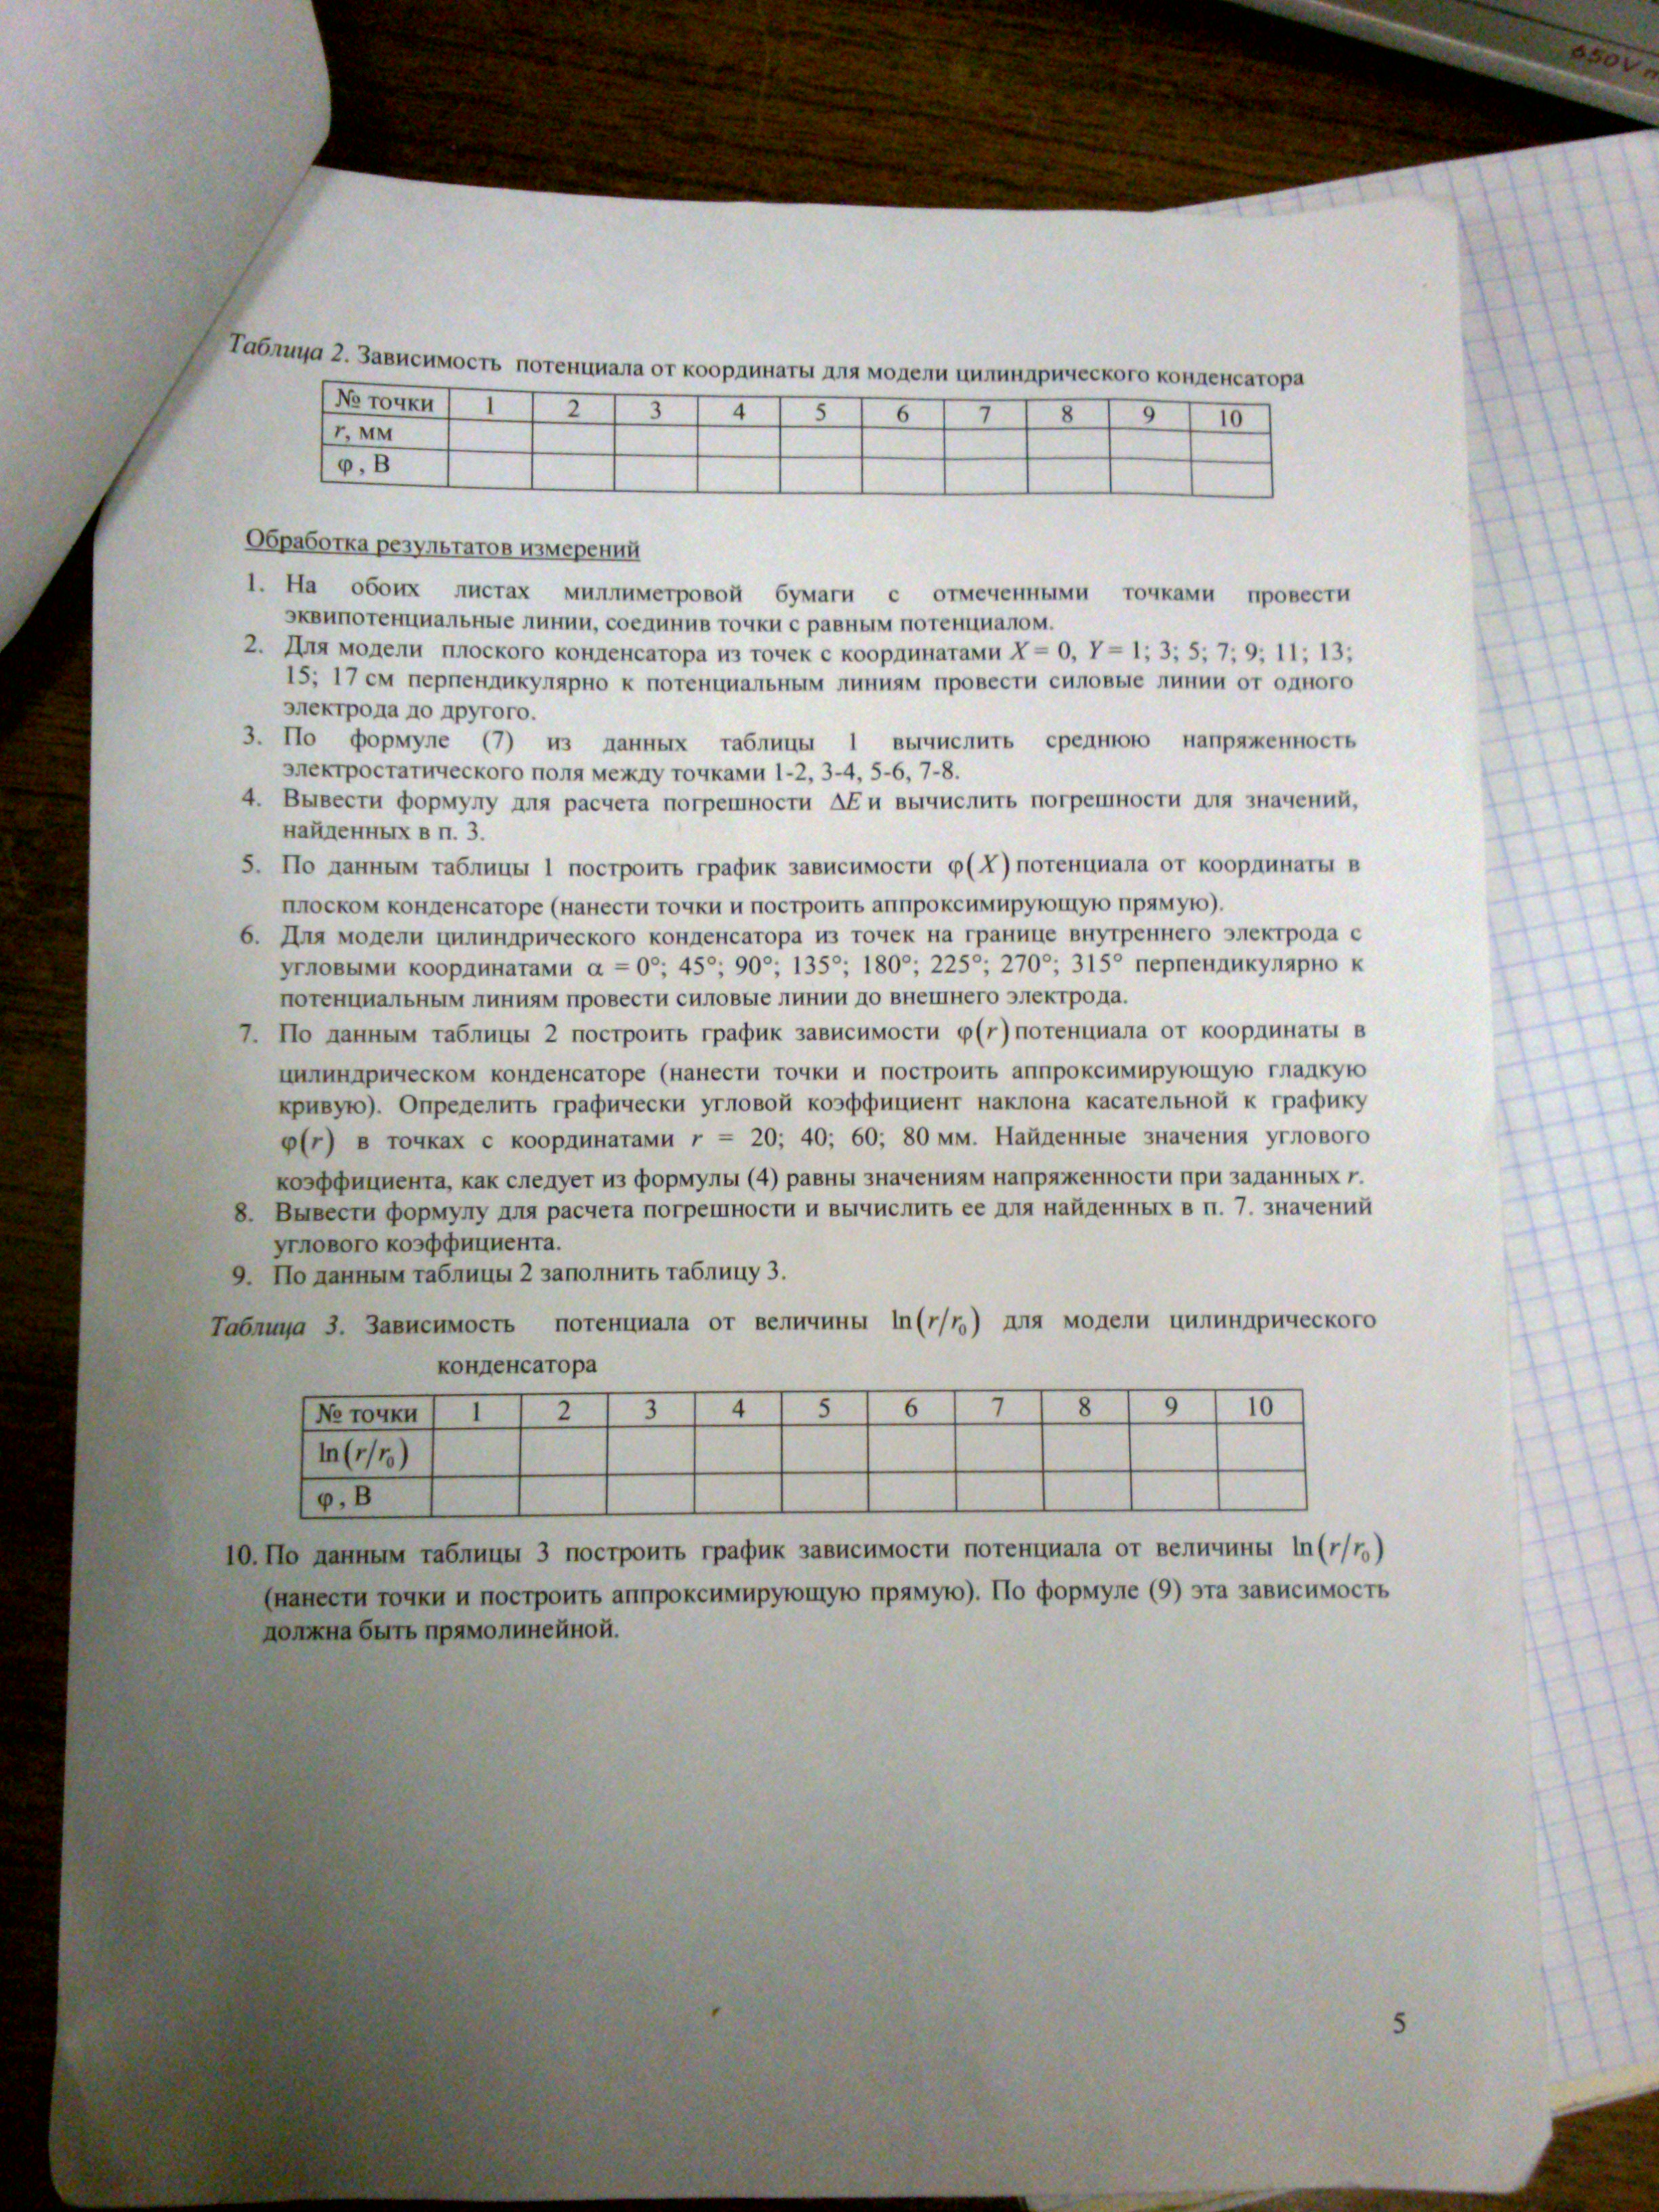 Таблица 2. Зависимость потенциала от координаты для модели цилиндрического конденсатора
№ точки 1 2 3 4 5 6 7 8 9 10
r, мм
φ, В
Обработка результатов измерений
1. На обоих листах миллиметровой бумаги с отмеченными точками провести
эквипотенциальные линии, соединив точки с равным потенциалом.
2. Для модели плоского конденсатора из точек с координатами X = 0, Y = 1; 3; 5; 7; 9; 11; 13;
15; 17 см перпендикулярно к потенциальным линиям провести силовые линии от одного
электрода до другого.
3. По формуле (7) из данных таблицы 1 вычислить среднюю напряженность
электростатического поля между точками 1-2, 3-4, 5-6, 7-8.
4. Вывести формулу для расчета погрешности ΔE и вычислить погрешности для значений,
найденных в п. 3.
5. По данным таблицы 1 построить график зависимости φ(X) потенциала от координаты в
плоском конденсаторе (нанести точки и построить аппроксимирующую прямую).
6. Для модели цилиндрического конденсатора из точек на границе внутреннего электрода с
угловыми координатами α = 0°; 45°; 90°; 135°; 180°; 225°; 270°; 315° перпендикулярно к
потенциальным линиям провести силовые линии до внешнего электрода.
7. По данным таблицы 2 построить график зависимости φ(r) потенциала от координаты в
цилиндрическом конденсаторе (нанести точки и построить аппроксимирующую гладкую
кривую). Определить графически угловой коэффициент наклона касательной к графику
φ(r) в точках с координатами r = 20; 40; 60; 80 мм. Найденные значения углового
коэффициента, как следует из формулы (4) равны значениям напряженности при заданных r.
8. Вывести формулу для расчета погрешности и вычислить ее для найденных в п. 7. значений
углового коэффициента.
9. По данным таблицы 2 заполнить таблицу 3.
Таблица 3. Зависимость потенциала от величины ln(r/r₀) для модели цилиндрического
конденсатора
№ точки 1 2 3 4 5 6 7 8 9 10
ln(r/r₀)
φ, В
10. По данным таблицы 3 построить график зависимости потенциала от величины ln(r/r₀)
(нанести точки и построить аппроксимирующую прямую). По формуле (9) эта зависимость
должна быть прямолинейной.
5